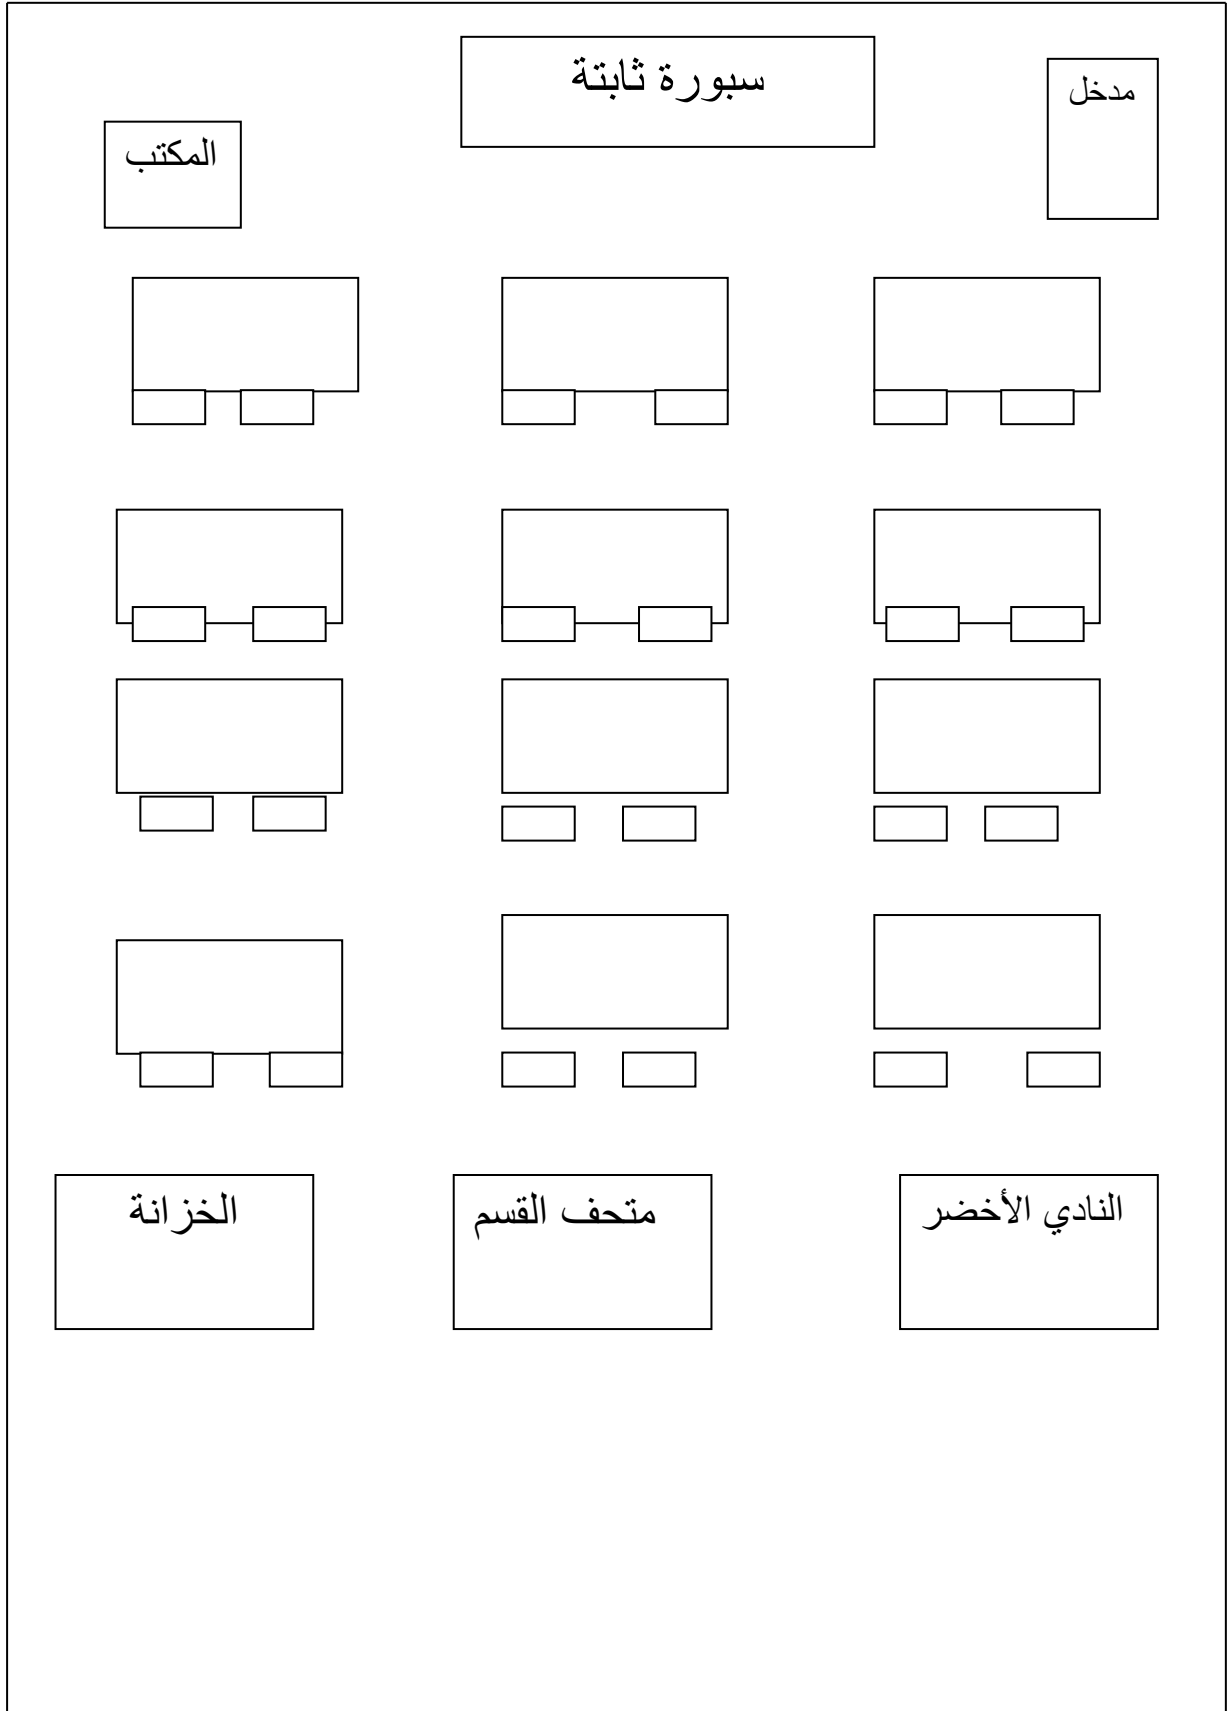 سبورة ثابتة
مدخل
المكتب
النادي الأخضر
متحف القسم
الخزانة